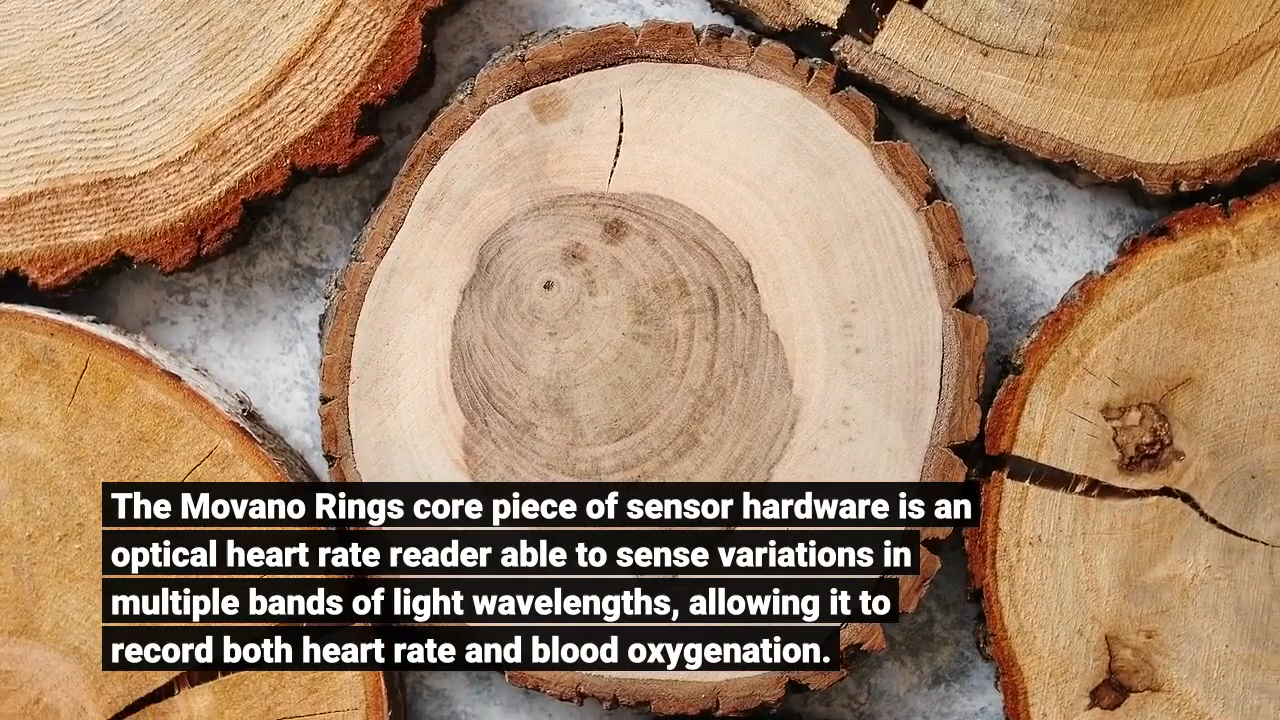 The Movano Rings core piece of sensor hardware is an
optical heart rate reader able to sense variations in
multiple bands of light wavelengths, allowing it to
record both heart rate and blood oxygenation.